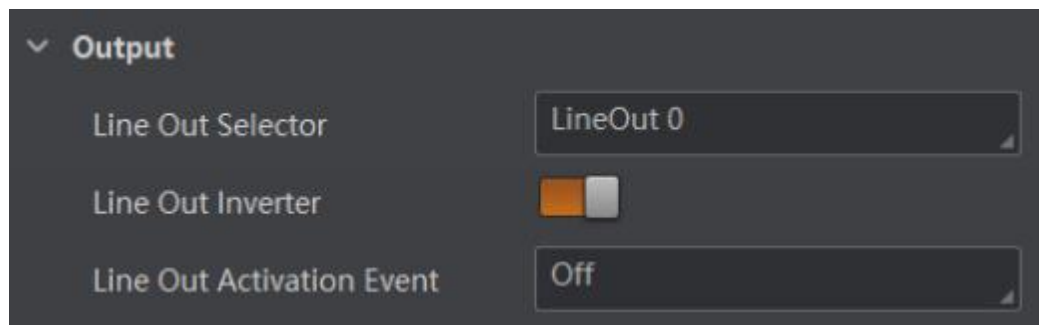 Output
Line Out Selector LineOut 0
Line Out Inverter
Line Out Activation Event Off